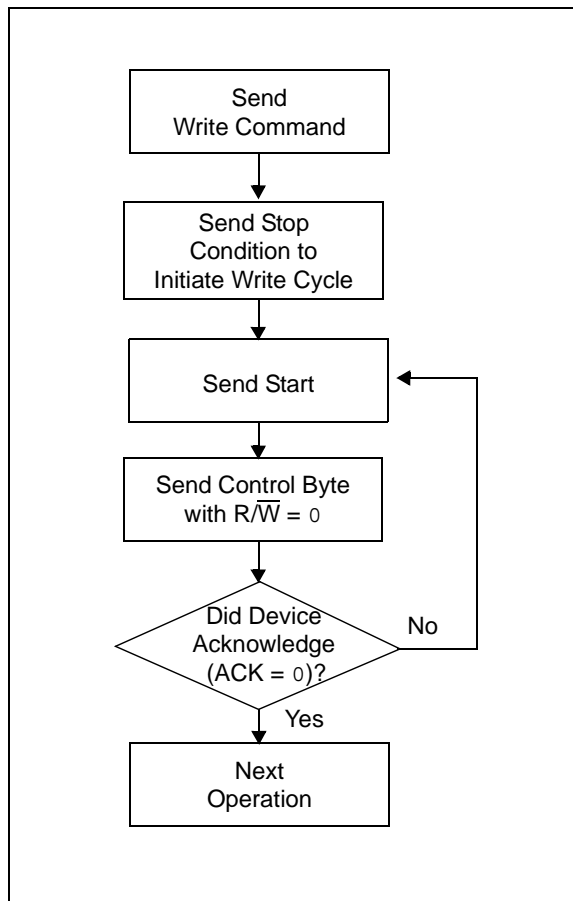 Send
Write Command
Send Stop
Condition to
Initiate Write Cycle
Send Start
Send Control Byte
with R/W̅ = 0
Did Device
Acknowledge
(ACK = 0)?
No
Yes
Next
Operation